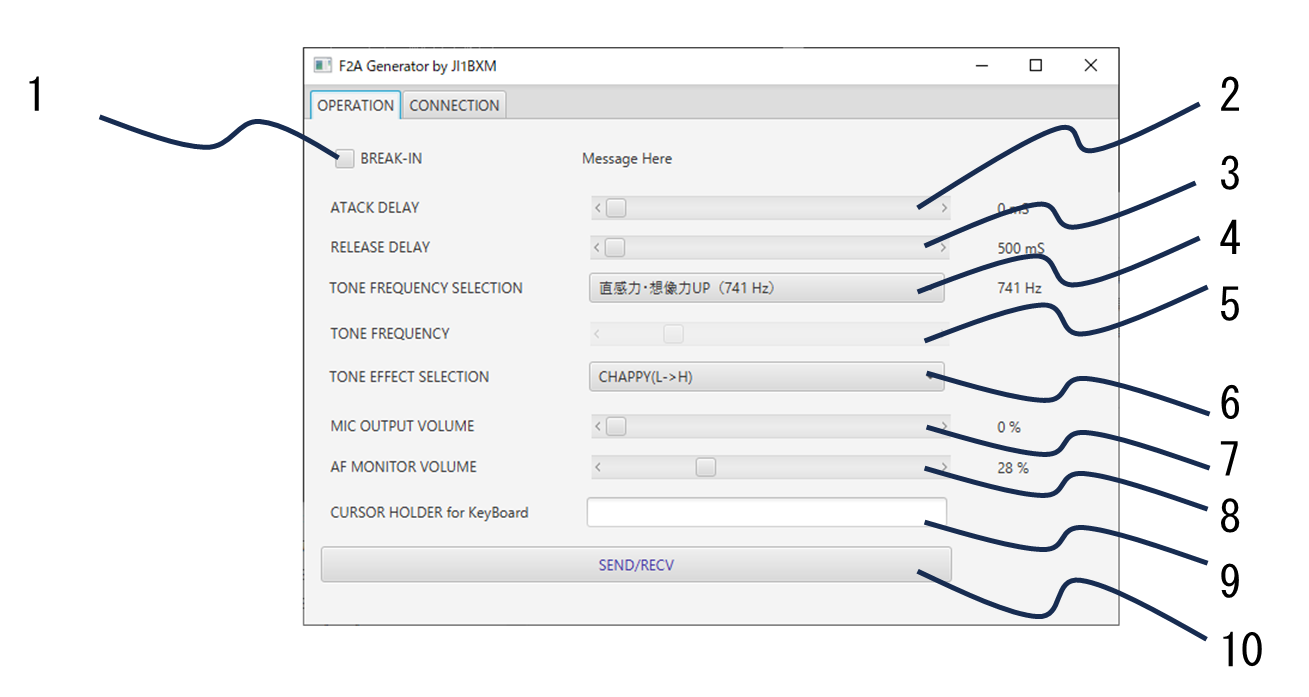 F2A Generator by JI1BXM
OPERATION CONNECTION
1
2
BREAK-IN Message Here
3
ATACK DELAY 0 mS
4
RELEASE DELAY 500 mS
TONE FREQUENCY SELECTION 直感力・想像力UP（741 Hz） 741 Hz
5
TONE FREQUENCY
TONE EFFECT SELECTION CHAPPY(L->H)
6
MIC OUTPUT VOLUME 0 %
7
AF MONITOR VOLUME 28 %
8
CURSOR HOLDER for KeyBoard
9
SEND/RECV
10